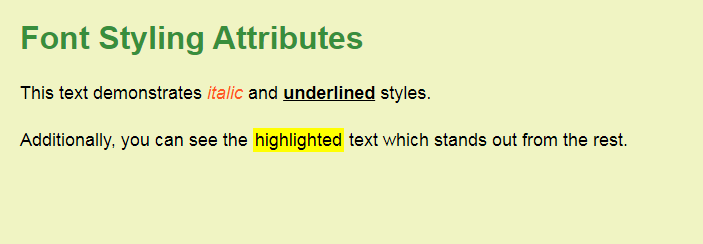 Font Styling Attributes
This text demonstrates italic and underlined styles.
Additionally, you can see the highlighted text which stands out from the rest.